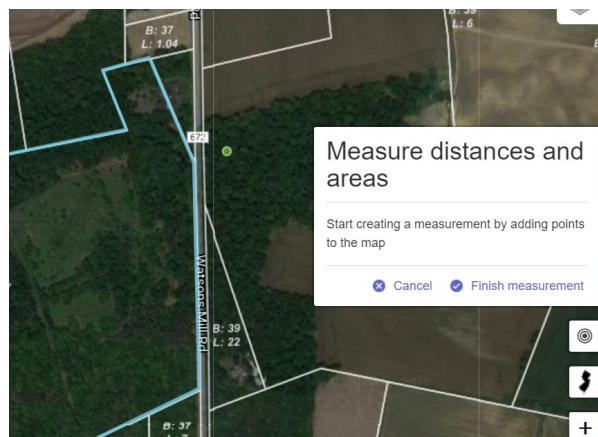 B: 37
L: 1.04
B: 39
L: 6
672
Measure distances and
areas
Start creating a measurement by adding points
to the map
Cancel
Finish measurement
Watsons Mill Rd
B: 39
L: 22
B: 37